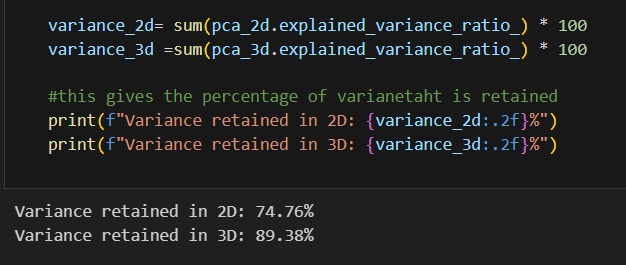 variance_2d= sum(pca_2d.explained_variance_ratio_) * 100
variance_3d =sum(pca_3d.explained_variance_ratio_) * 100
#this gives the percentage of varianetaht is retained
print(f"Variance retained in 2D: {variance_2d:.2f}%")
print(f"Variance retained in 3D: {variance_3d:.2f}%")
Variance retained in 2D: 74.76%
Variance retained in 3D: 89.38%